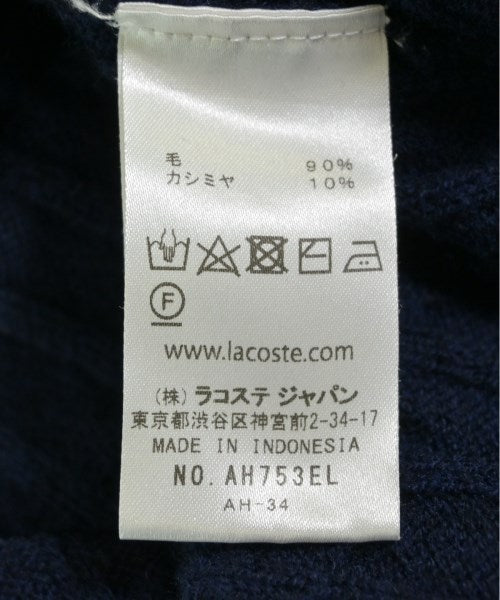 毛 90%
カシミヤ 10%
F
www.lacoste.com
(株) ラコステ ジャパン
東京都渋谷区神宮前2-34-17
MADE IN INDONESIA
NO. AH753EL
AH-34